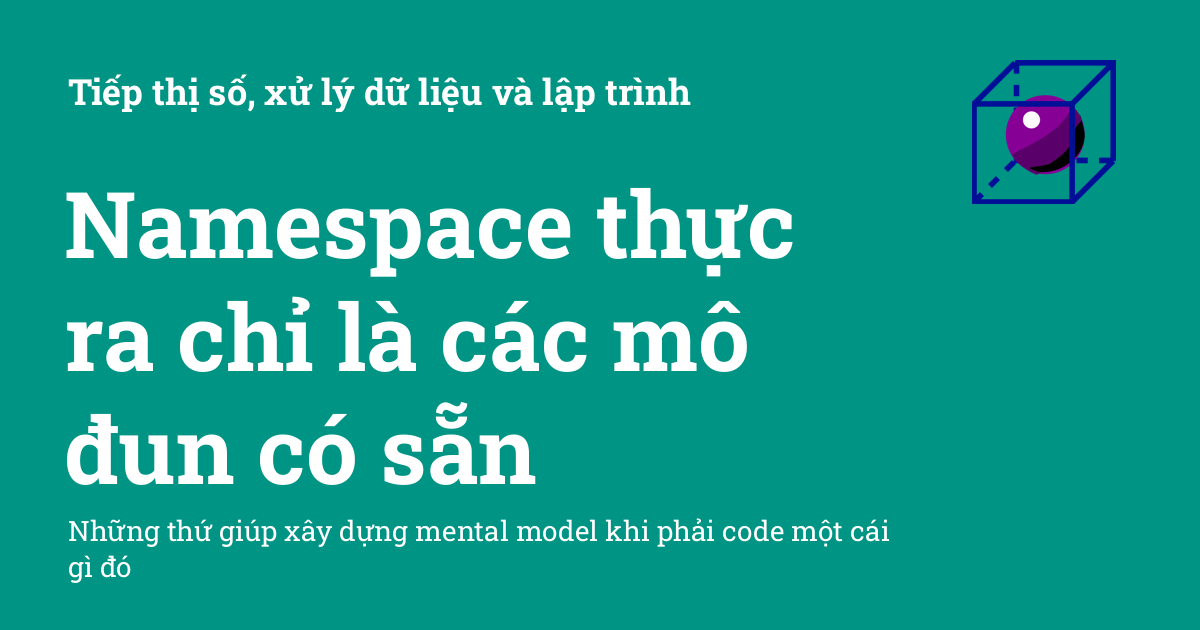 Tiếp thị số, xử lý dữ liệu và lập trình
Namespace thực
ra chỉ là các mô
đun có sẵn
Những thứ giúp xây dựng mental model khi phải code một cái
gì đó